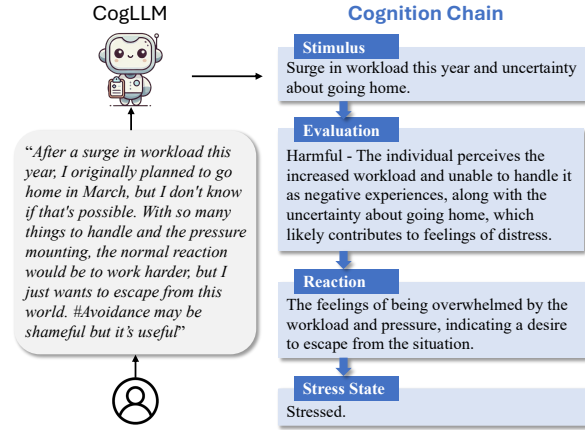 CogLLM
"After a surge in workload this
year, I originally planned to go
home in March, but I don't know
if that's possible. With so many
things to handle and the pressure
mounting, the normal reaction
would be to work harder, but I
just wants to escape from this
world. #Avoidance may be
shameful but it's useful"
Cognition Chain
Stimulus
Surge in workload this year and uncertainty
about going home.
Evaluation
Harmful - The individual perceives the
increased workload and unable to handle it
as negative experiences, along with the
uncertainty about going home, which
likely contributes to feelings of distress.
Reaction
The feelings of being overwhelmed by the
workload and pressure, indicating a desire
to escape from the situation.
Stress State
Stressed.